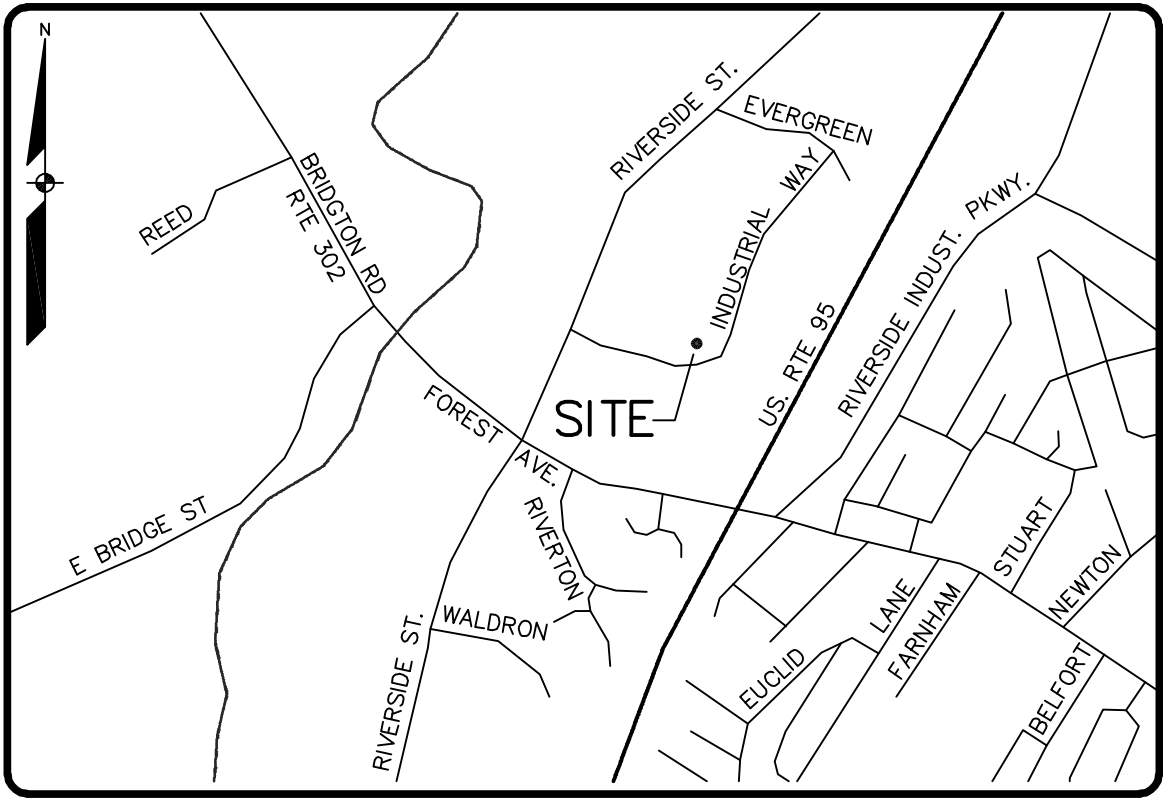 N
RIVERSIDE ST.
EVERGREEN
BRIDGTON RD
RTE 302
REED
INDUSTRIAL WAY
RIVERSIDE INDUST. PKWY.
US. RTE 95
SITE
FOREST AVE.
E BRIDGE ST
RIVERTON
STUART
NEWTON
WALDRON
LANE
FARNHAM
RIVERSIDE ST.
EUCLID
BELFORT